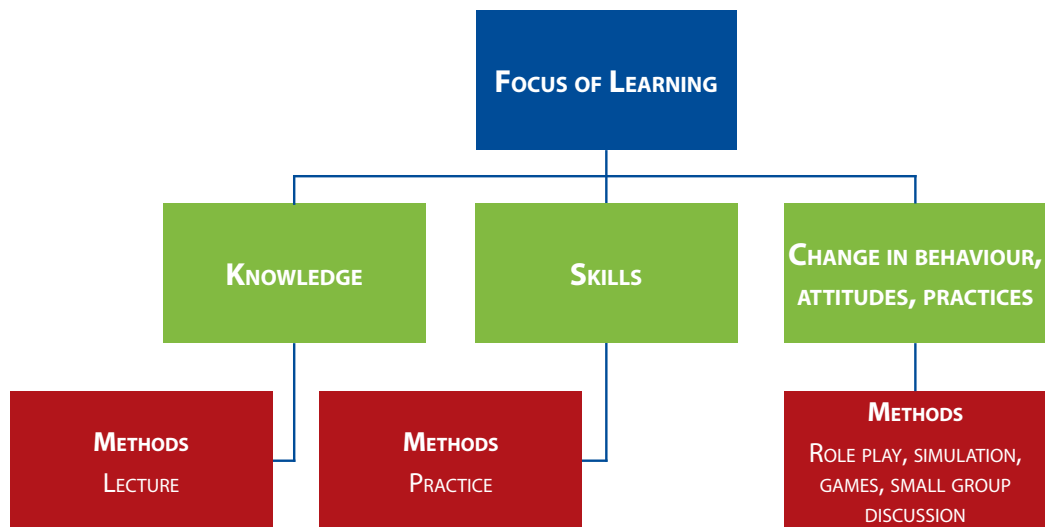 Focus of Learning
Knowledge
Skills
Change in behaviour,
attitudes, practices
Methods
Lecture
Methods
Practice
Methods
Role play, simulation,
games, small group
discussion